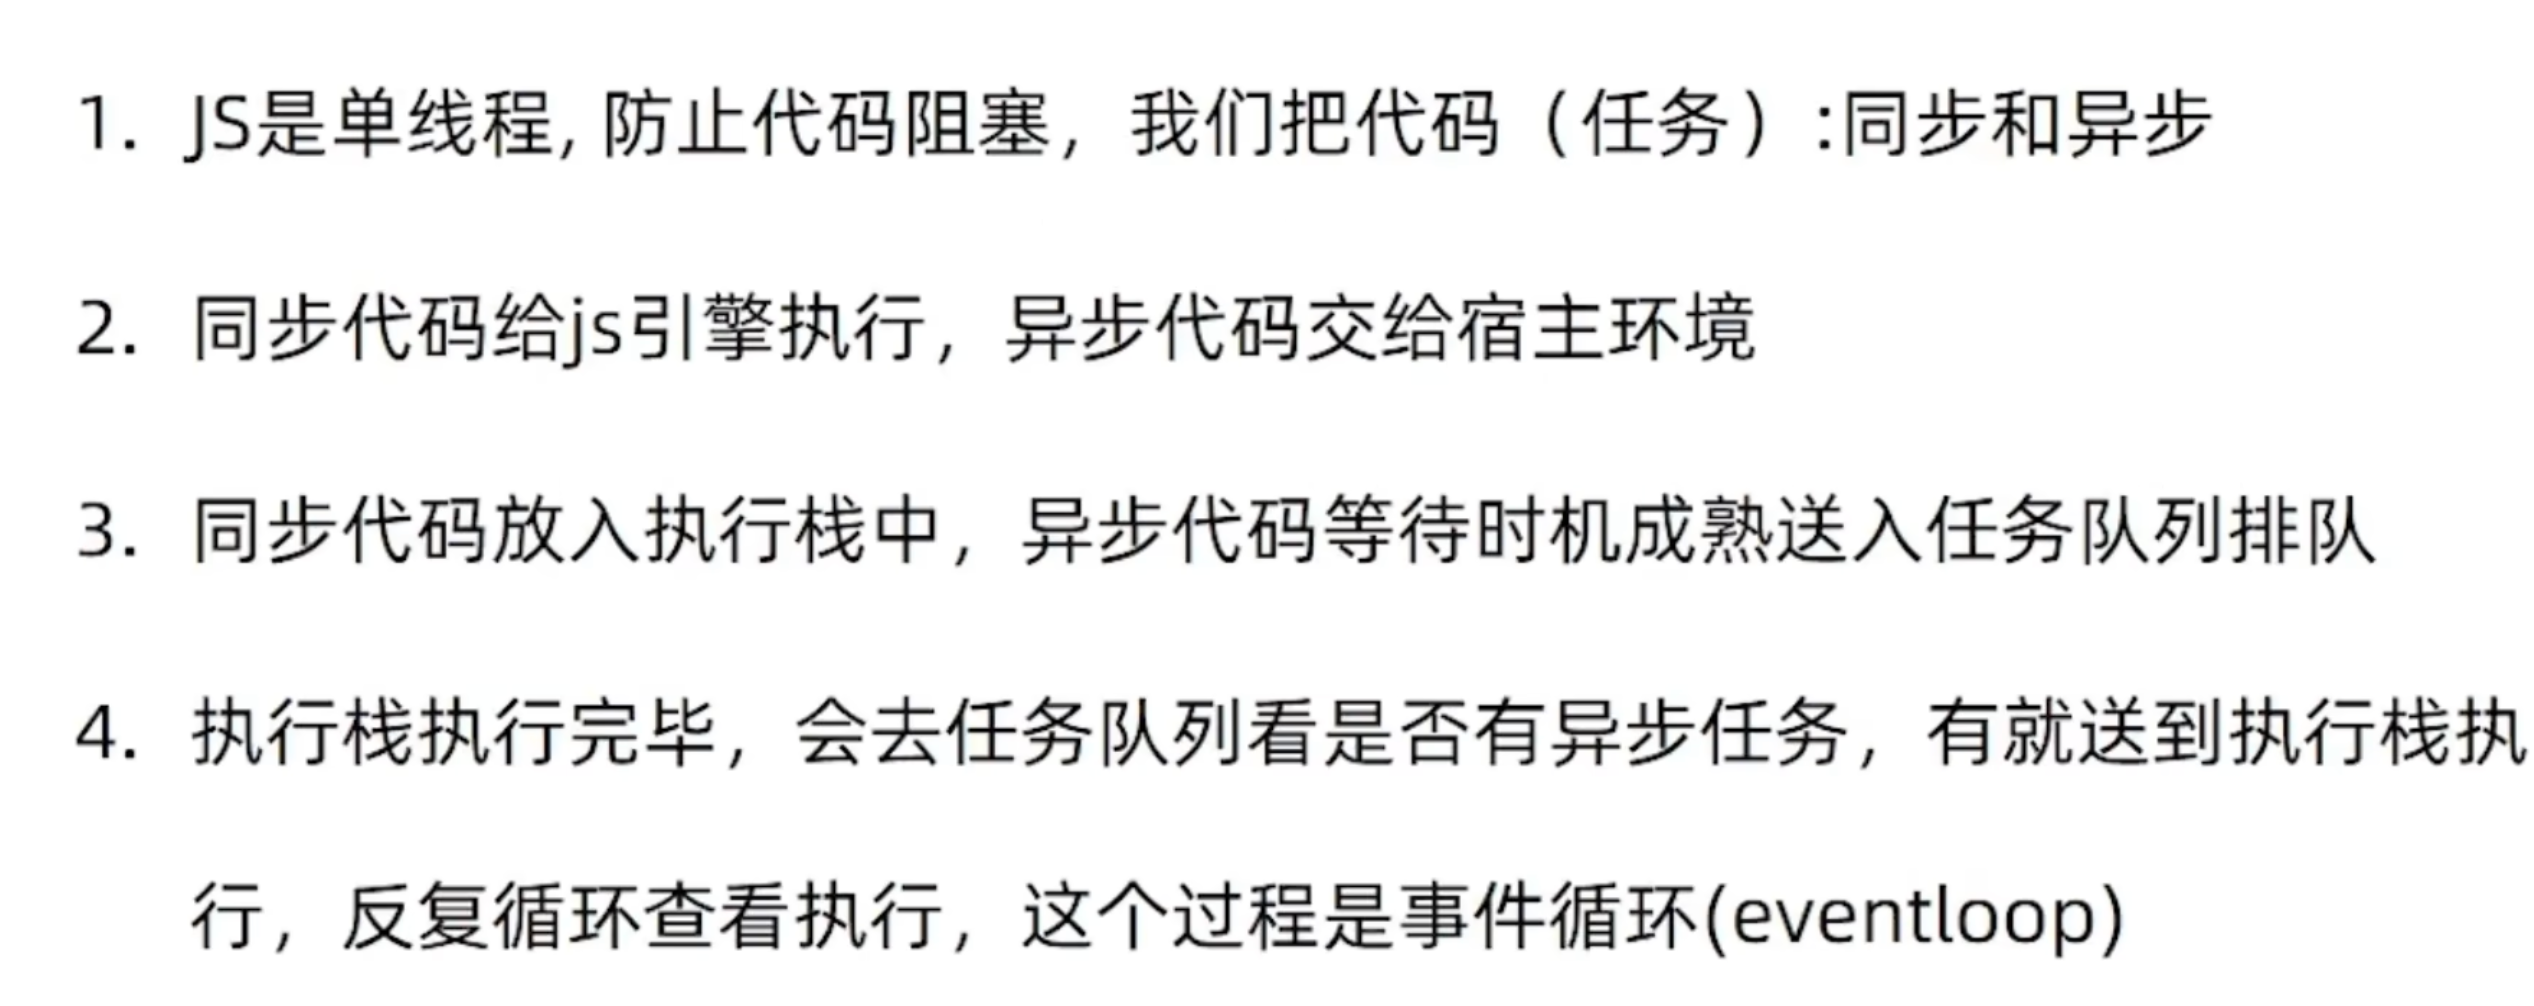 1. JS是单线程, 防止代码阻塞，我们把代码（任务）:同步和异步
2. 同步代码给js引擎执行，异步代码交给宿主环境
3. 同步代码放入执行栈中，异步代码等待时机成熟送入任务队列排队
4. 执行栈执行完毕，会去任务队列看是否有异步任务，有就送到执行栈执
行，反复循环查看执行，这个过程是事件循环(eventloop)